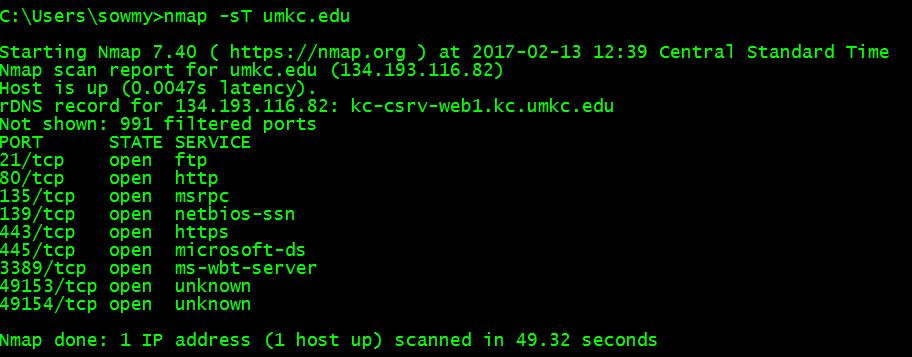 C:\Users\sowmy>nmap -sT umkc.edu
Starting Nmap 7.40 ( https://nmap.org ) at 2017-02-13 12:39 Central Standard Time
Nmap scan report for umkc.edu (134.193.116.82)
Host is up (0.0047s latency).
rDNS record for 134.193.116.82: kc-csrv-web1.kc.umkc.edu
Not shown: 991 filtered ports
PORT      STATE SERVICE
21/tcp    open  ftp
80/tcp    open  http
135/tcp   open  msrpc
139/tcp   open  netbios-ssn
443/tcp   open  https
445/tcp   open  microsoft-ds
3389/tcp  open  ms-wbt-server
49153/tcp open  unknown
49154/tcp open  unknown
Nmap done: 1 IP address (1 host up) scanned in 49.32 seconds